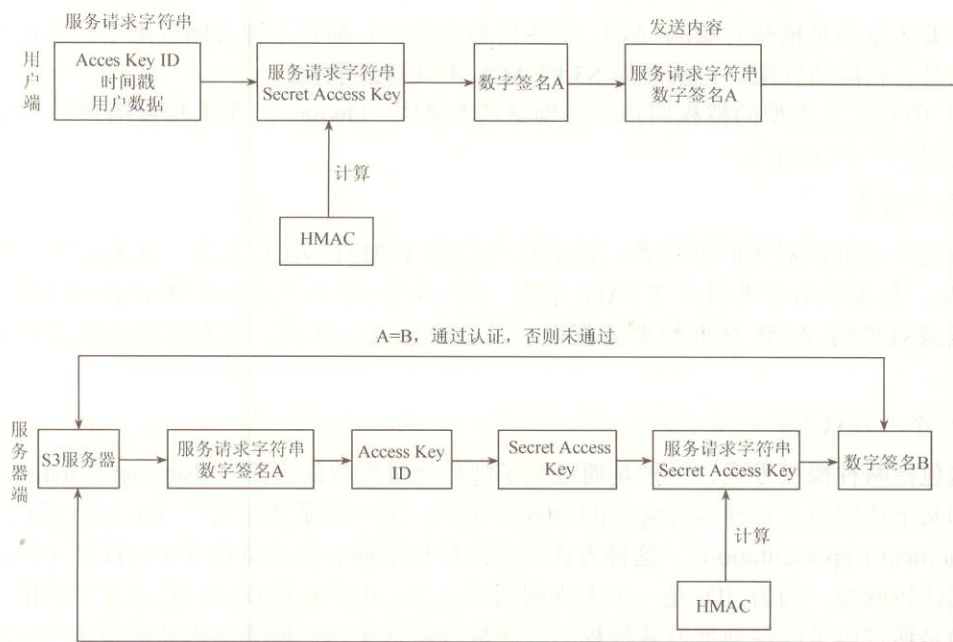 服务请求字符串
用户端
Acces Key ID
时间戳
用户数据
服务请求字符串
Secret Access Key
数字签名A
发送内容
服务请求字符串
数字签名A
计算
HMAC
A=B，通过认证，否则未通过
服务器端
S3服务器
服务请求字符串
数字签名A
Access Key
ID
Secret Access
Key
服务请求字符串
Secret Access Key
数字签名B
计算
HMAC